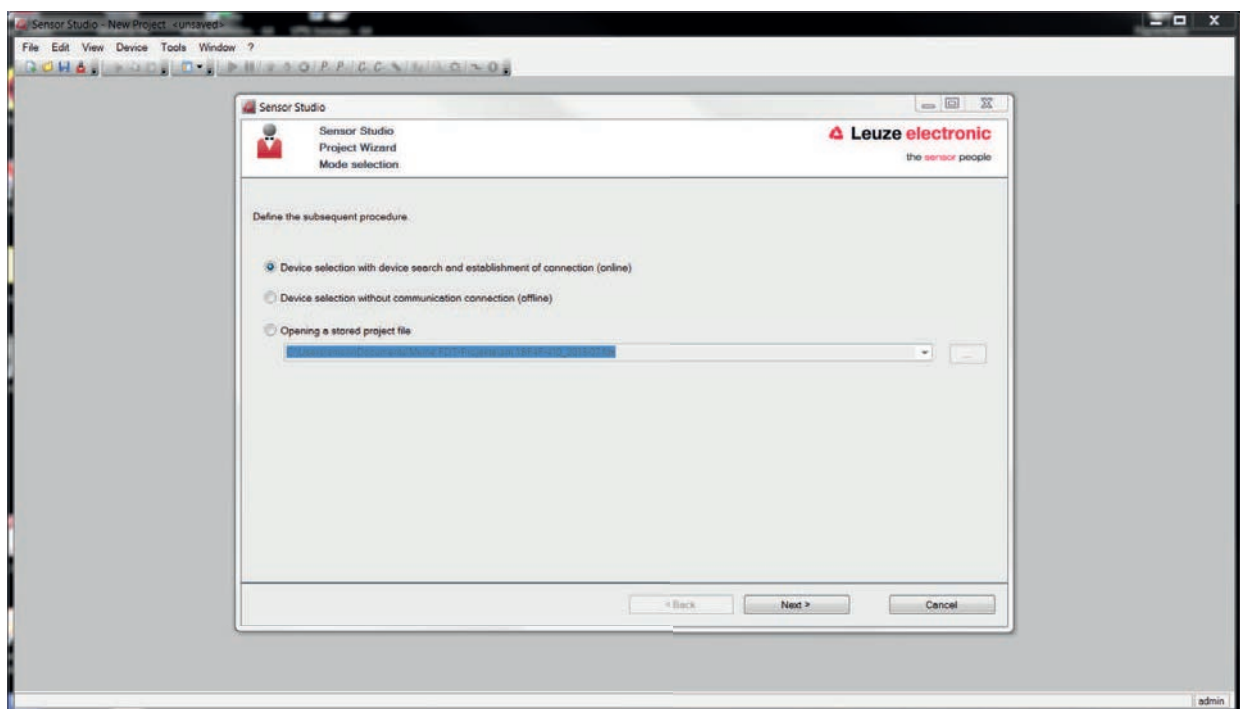 Sensor Studio - New Project <unsaved>
File Edit View Device Tools Window ?
Sensor Studio
Sensor Studio
Project Wizard
Mode selection
Leuze electronic
the sensor people
Define the subsequent procedure.
Device selection with device search and establishment of connection (online)
Device selection without communication connection (offline)
Opening a stored project file
...
< Back
Next >
Cancel
admin